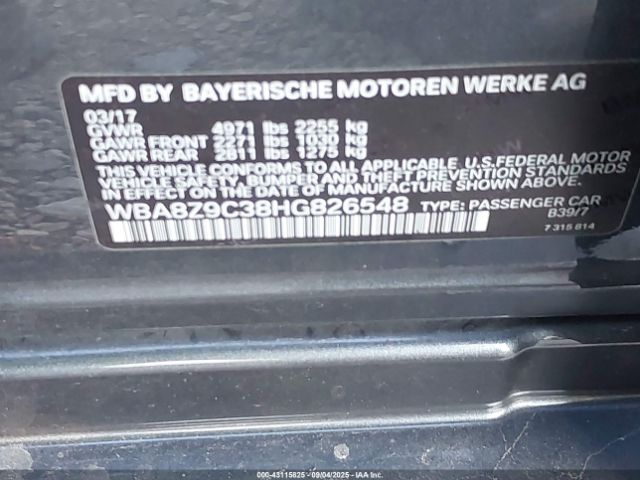 MFD BY BAYERISCHE MOTOREN WERKE AG
03/17
GVWR 4971 lbs 2255 kg
GAWR FRONT 2271 lbs 1030 kg
GAWR REAR 2811 lbs 1275 kg
THIS VEHICLE CONFORMS TO ALL APPLICABLE U.S.FEDERAL MOTOR
VEHICLE SAFETY, BUMPER, AND THEFT PREVENTION STANDARDS
IN EFFECT ON THE DATE OF MANUFACTURE SHOWN ABOVE.
WBA8Z9C38HG826548 TYPE: PASSENGER CAR
B39/7
7 315 614
000-43115825 - 09/04/2025 - IAAI.COM